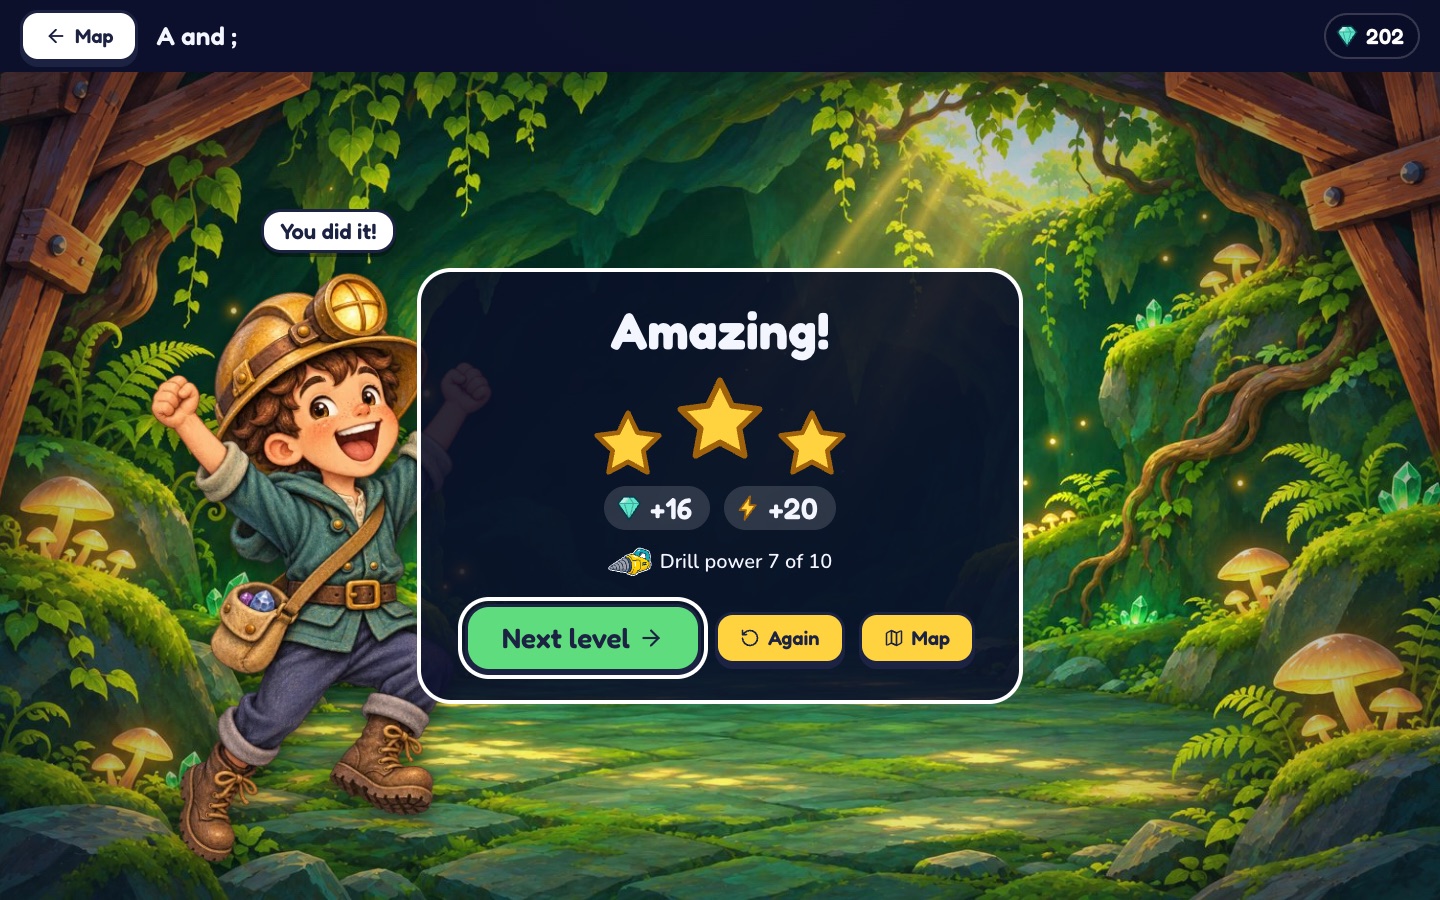 Map
A and ;
202
You did it!
Amazing!
+16 +20
Drill power 7 of 10
Next level
Again
Map